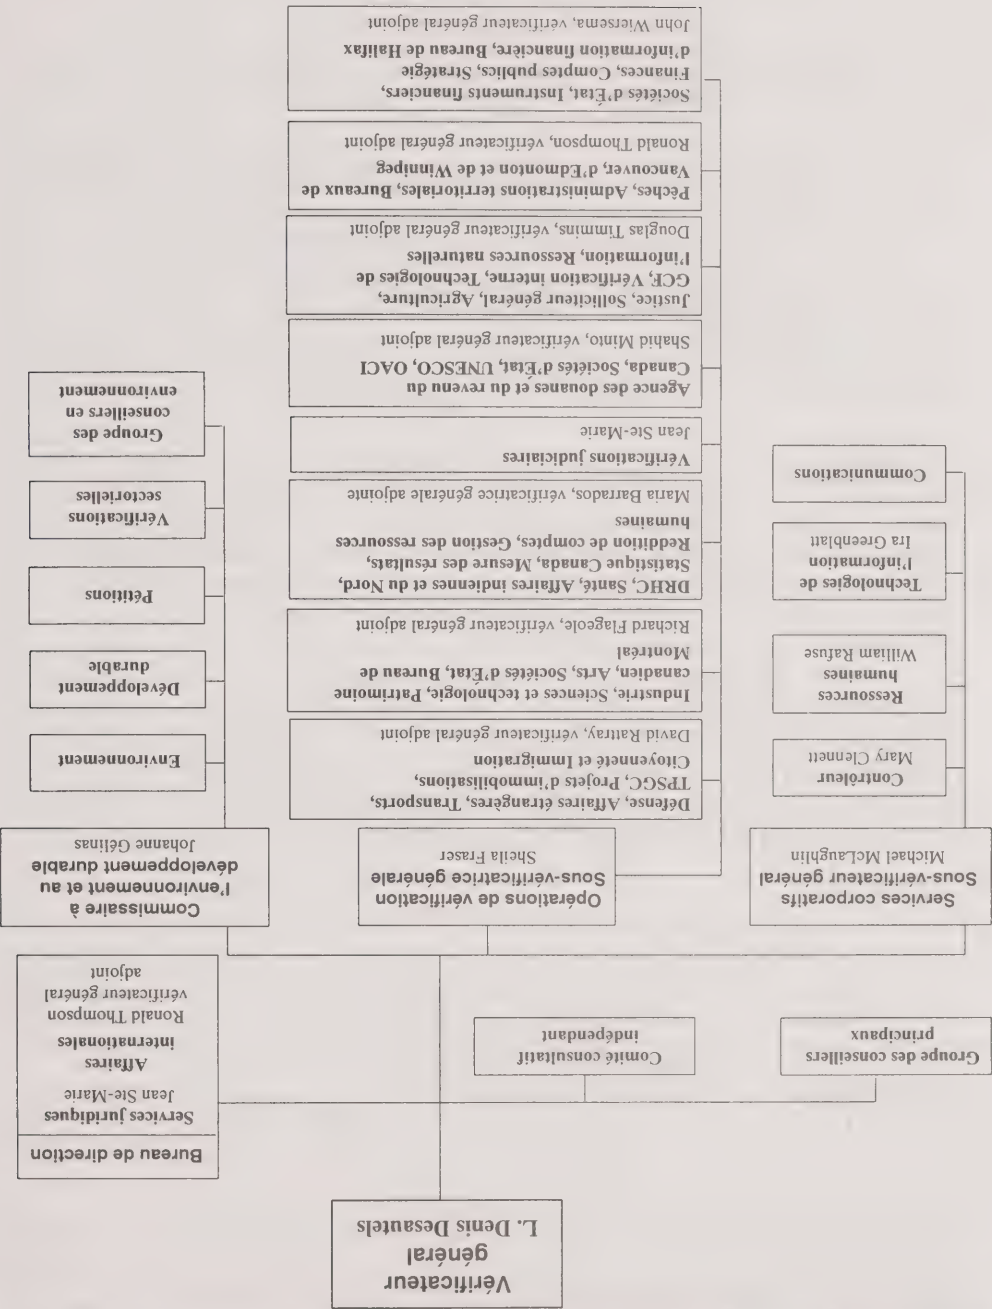 Vérificateur
général
L. Denis Desautels
Groupe des conseillers
principaux
Comité consultatif
indépendant
Bureau de direction
Services juridiques
Jean Ste-Marie
Affaires
internationales
Ronald Thompson
vérificateur général
adjoint
Services corporatifs
Sous-vérificateur général
Michael McLaughlin
Contrôleur
Mary Clennett
Ressources
humaines
William Rafuse
Technologies de
l'information
Ira Greenblatt
Communications
Opérations de vérification
Sous-vérificatrice générale
Sheila Fraser
Défense, Affaires étrangères, Transports,
TPSGC, Projets d'immobilisations,
Citoyenneté et Immigration
David Rattray, vérificateur général adjoint
Industrie, Sciences et technologie, Patrimoine
canadien, Arts, Sociétés d'État, Bureau de
Montréal
Richard Flageole, vérificateur général adjoint
DRHC, Santé, Affaires indiennes et du Nord,
Statistique Canada, Mesure des résultats,
Reddition de comptes, Gestion des ressources
humaines
Maria Barrados, vérificatrice générale adjointe
Vérifications judiciaires
Jean Ste-Marie
Agence des douanes et du revenu du
Canada, Sociétés d'État, UNESCO, OACI
Shahid Minto, vérificateur général adjoint
Justice, Solliciteur général, Agriculture,
GCF, Vérification interne, Technologies de
l'information, Ressources naturelles
Douglas Timmins, vérificateur général adjoint
Pêches, Administrations territoriales, Bureaux de
Vancouver, d'Edmonton et de Winnipeg
Ronald Thompson, vérificateur général adjoint
Sociétés d'État, Instruments financiers,
Finances, Comptes publics, Stratégie
d'information financière, Bureau de Halifax
John Wiersema, vérificateur général adjoint
Commissaire à
l'environnement et au
développement durable
Johanne Gélinas
Environnement
Développement
durable
Pétitions
Vérifications
sectorielles
Groupe des
conseillers en
environnement